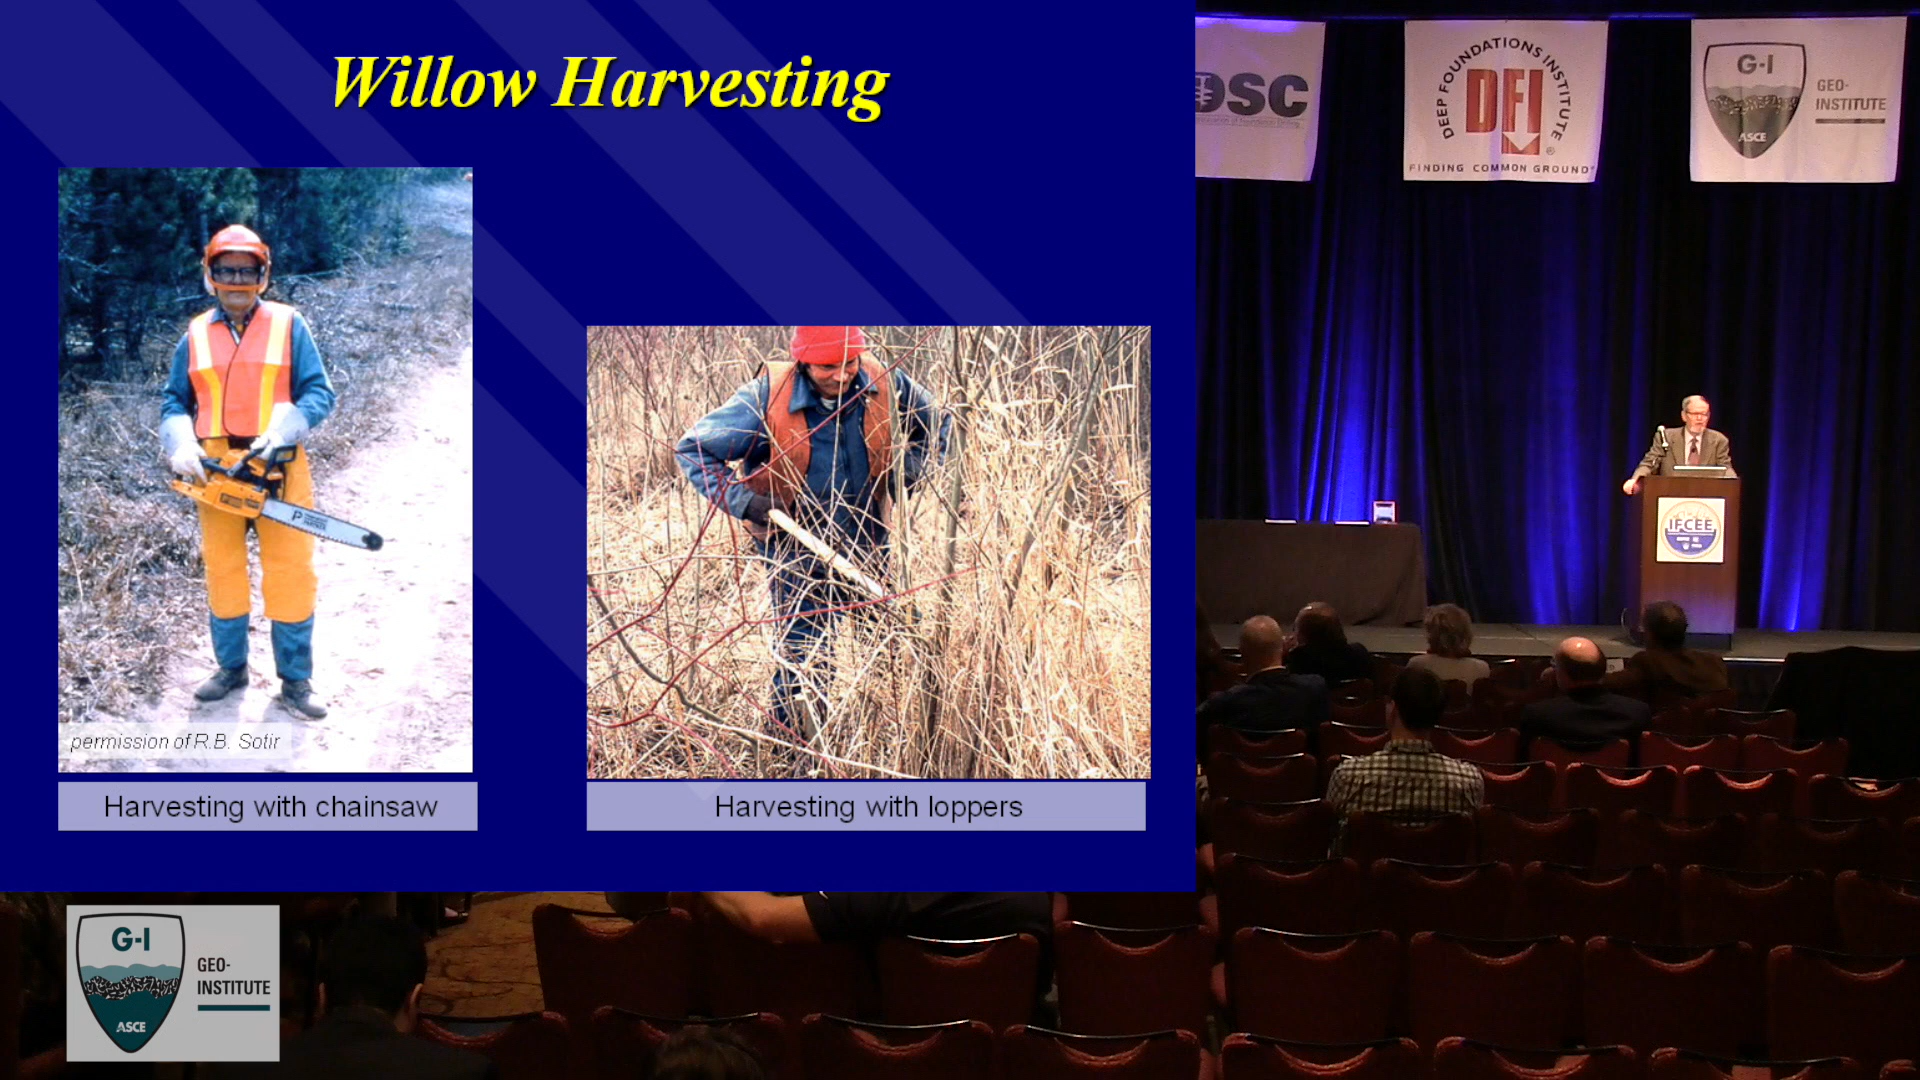 Willow Harvesting
permission of R.B. Sotir
Harvesting with chainsaw
Harvesting with loppers
DSC
DEEP FOUNDATIONS INSTITUTE
DFI
®
FINDING COMMON GROUND
G-I
ASCE
GEO-
INSTITUTE
IFCEE
G-I
ASCE
GEO-
INSTITUTE